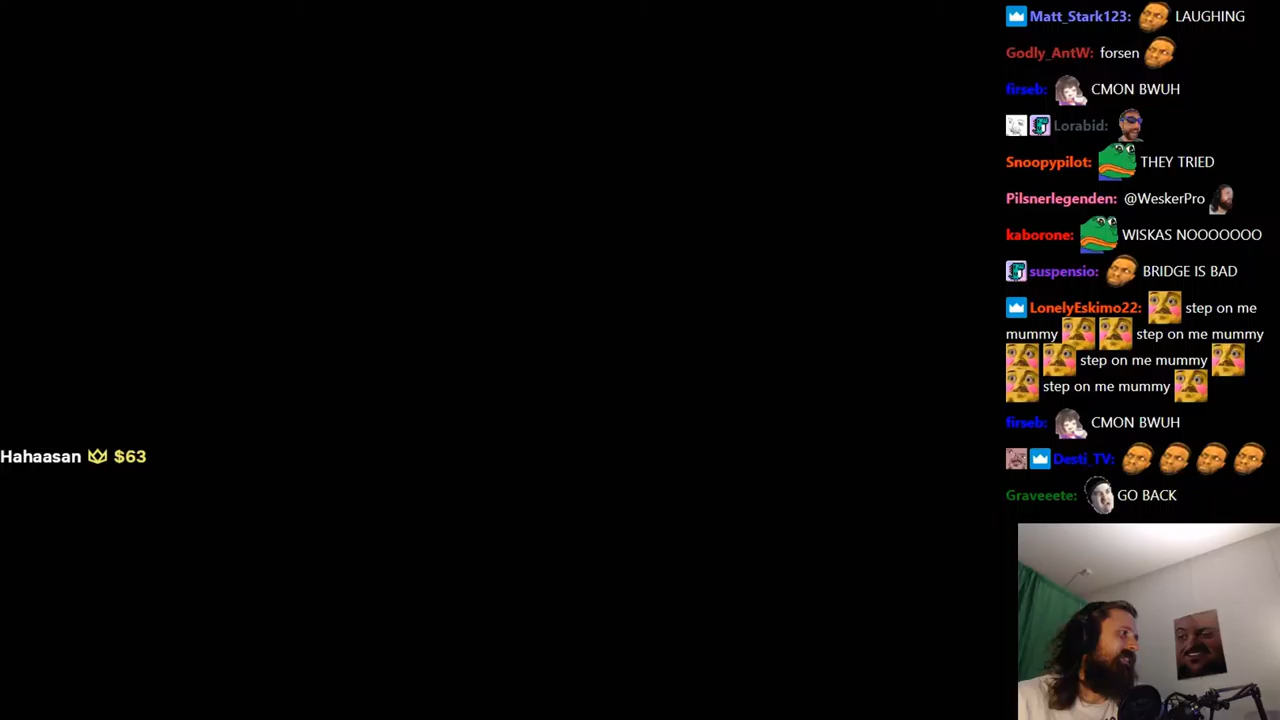 Matt_Stark123: LAUGHING
Godly_AntW: forsen
firseb: CMON BWUH
Lorabid:
Snoopypilot: THEY TRIED
Pilsnerlegenden: @WeskerPro
kaborone: WISKAS NOOOOOOO
suspensio: BRIDGE IS BAD
LonelyEskimo22: step on me
mummy step on me mummy
step on me mummy
step on me mummy
firseb: CMON BWUH
Hahaasan $63
Desti_TV:
Graveeete: GO BACK